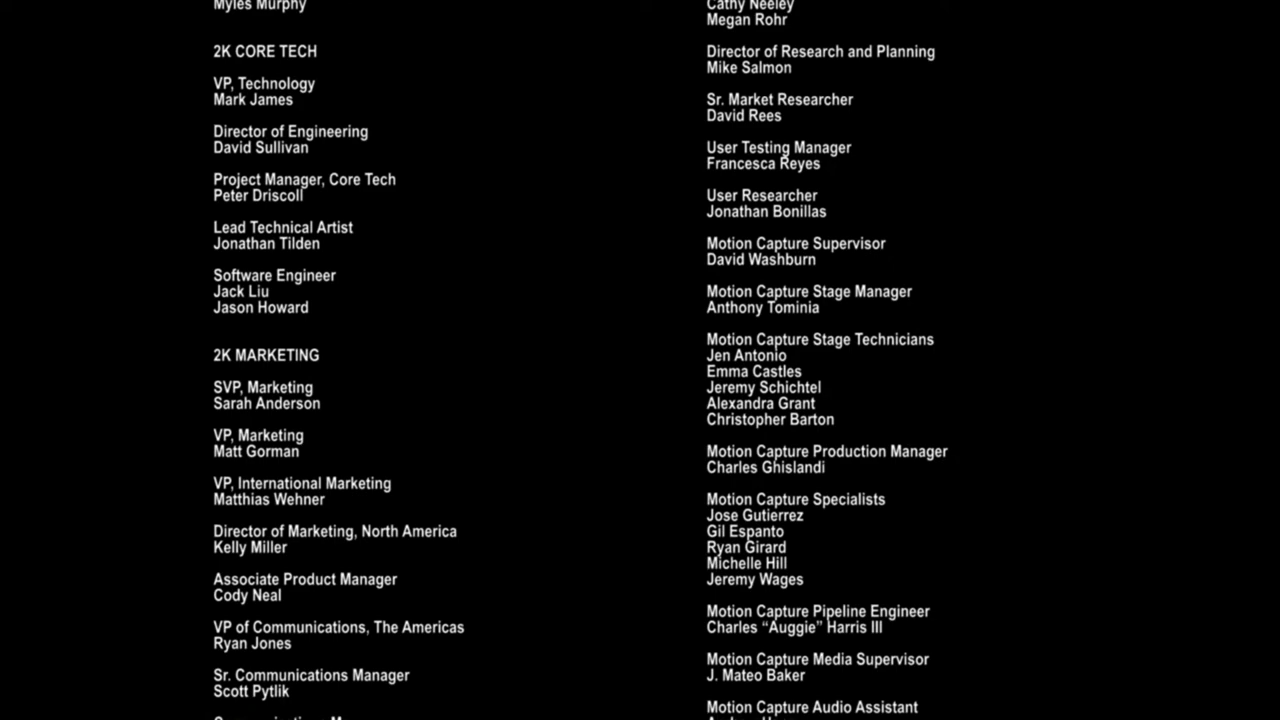 Myles Murphy
2K CORE TECH
VP, Technology
Mark James
Director of Engineering
David Sullivan
Project Manager, Core Tech
Peter Driscoll
Lead Technical Artist
Jonathan Tilden
Software Engineer
Jack Liu
Jason Howard
2K MARKETING
SVP, Marketing
Sarah Anderson
VP, Marketing
Matt Gorman
VP, International Marketing
Matthias Wehner
Director of Marketing, North America
Kelly Miller
Associate Product Manager
Cody Neal
VP of Communications, The Americas
Ryan Jones
Sr. Communications Manager
Scott Pytlik
Cathy Neeley
Megan Rohr
Director of Research and Planning
Mike Salmon
Sr. Market Researcher
David Rees
User Testing Manager
Francesca Reyes
User Researcher
Jonathan Bonillas
Motion Capture Supervisor
David Washburn
Motion Capture Stage Manager
Anthony Tominia
Motion Capture Stage Technicians
Jen Antonio
Emma Castles
Jeremy Schichtel
Alexandra Grant
Christopher Barton
Motion Capture Production Manager
Charles Ghislandi
Motion Capture Specialists
Jose Gutierrez
Gil Espanto
Ryan Girard
Michelle Hill
Jeremy Wages
Motion Capture Pipeline Engineer
Charles “Auggie” Harris III
Motion Capture Media Supervisor
J. Mateo Baker
Motion Capture Audio Assistant